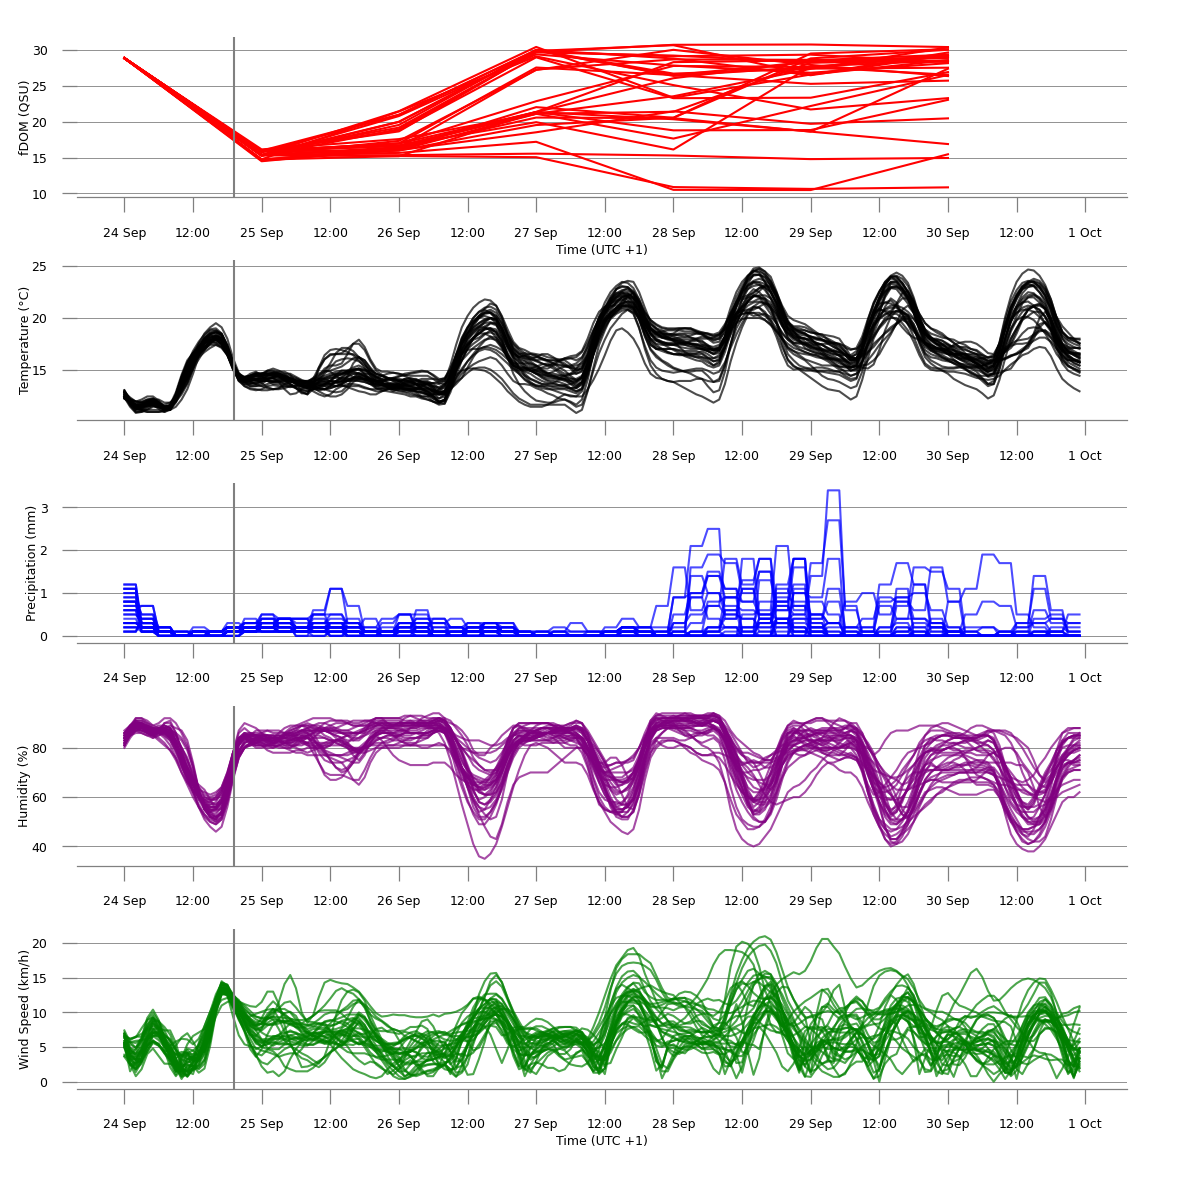 fDOM (QSU)
30
25
20
15
10
24 Sep 12:00 25 Sep 12:00 26 Sep 12:00 27 Sep 12:00 28 Sep 12:00 29 Sep 12:00 30 Sep 12:00 1 Oct
Time (UTC +1)
Temperature (°C)
25
20
15
24 Sep 12:00 25 Sep 12:00 26 Sep 12:00 27 Sep 12:00 28 Sep 12:00 29 Sep 12:00 30 Sep 12:00 1 Oct
Precipitation (mm)
3
2
1
0
24 Sep 12:00 25 Sep 12:00 26 Sep 12:00 27 Sep 12:00 28 Sep 12:00 29 Sep 12:00 30 Sep 12:00 1 Oct
Humidity (%)
80
60
40
24 Sep 12:00 25 Sep 12:00 26 Sep 12:00 27 Sep 12:00 28 Sep 12:00 29 Sep 12:00 30 Sep 12:00 1 Oct
Wind Speed (km/h)
20
15
10
5
0
24 Sep 12:00 25 Sep 12:00 26 Sep 12:00 27 Sep 12:00 28 Sep 12:00 29 Sep 12:00 30 Sep 12:00 1 Oct
Time (UTC +1)